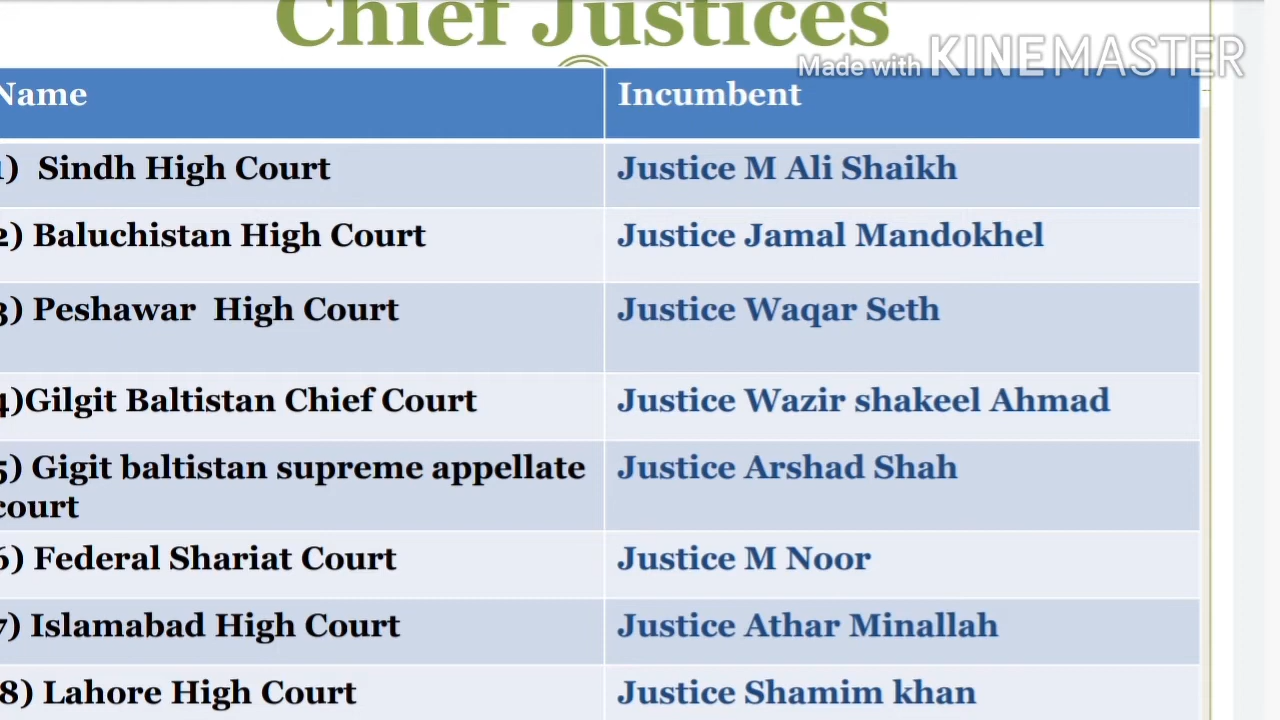 Chief Justices
Made with KINEMASTER
Name Incumbent
1) Sindh High Court Justice M Ali Shaikh
2) Baluchistan High Court Justice Jamal Mandokhel
3) Peshawar High Court Justice Waqar Seth
4)Gilgit Baltistan Chief Court Justice Wazir shakeel Ahmad
5) Gigit baltistan supreme appellate Justice Arshad Shah
court
6) Federal Shariat Court Justice M Noor
7) Islamabad High Court Justice Athar Minallah
8) Lahore High Court Justice Shamim khan